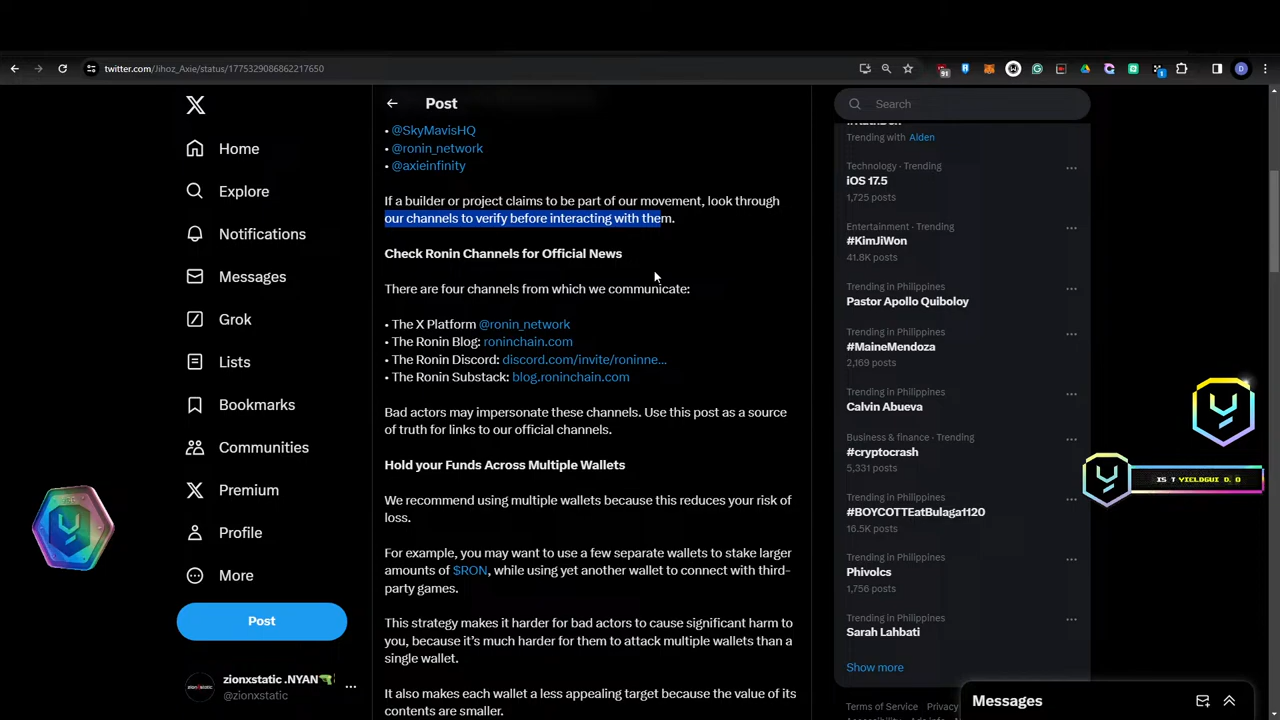 twitter.com/Jihoz_Axie/status/1775329086862217650
91
D
1
Home
Explore
Notifications
Messages
Grok
Lists
Bookmarks
Communities
Premium
Profile
More
Post
zionxstatic .NYAN
@zionxstatic
Post
• @SkyMavisHQ
• @ronin_network
• @axieinfinity
If a builder or project claims to be part of our movement, look through
our channels to verify before interacting with them.
Check Ronin Channels for Official News
There are four channels from which we communicate:
• The X Platform @ronin_network
• The Ronin Blog: roninchain.com
• The Ronin Discord: discord.com/invite/roninne...
• The Ronin Substack: blog.roninchain.com
Bad actors may impersonate these channels. Use this post as a source
of truth for links to our official channels.
Hold your Funds Across Multiple Wallets
We recommend using multiple wallets because this reduces your risk of
loss.
For example, you may want to use a few separate wallets to stake larger
amounts of $RON, while using yet another wallet to connect with third-
party games.
This strategy makes it harder for bad actors to cause significant harm to
you, because it's much harder for them to attack multiple wallets than a
single wallet.
It also makes each wallet a less appealing target because the value of its
contents are smaller.
Search
Trending with Alden
Technology · Trending
iOS 17.5
1,725 posts
Entertainment · Trending
#KimJiWon
41.8K posts
Trending in Philippines
Pastor Apollo Quiboloy
Trending in Philippines
#MaineMendoza
2,169 posts
Trending in Philippines
Calvin Abueva
Business & finance · Trending
#cryptocrash
5,331 posts
Trending in Philippines
#BOYCOTTEatBulaga1120
16.5K posts
Trending in Philippines
Phivolcs
1,756 posts
Trending in Philippines
Sarah Lahbati
Show more
Terms of Service Privacy
Messages